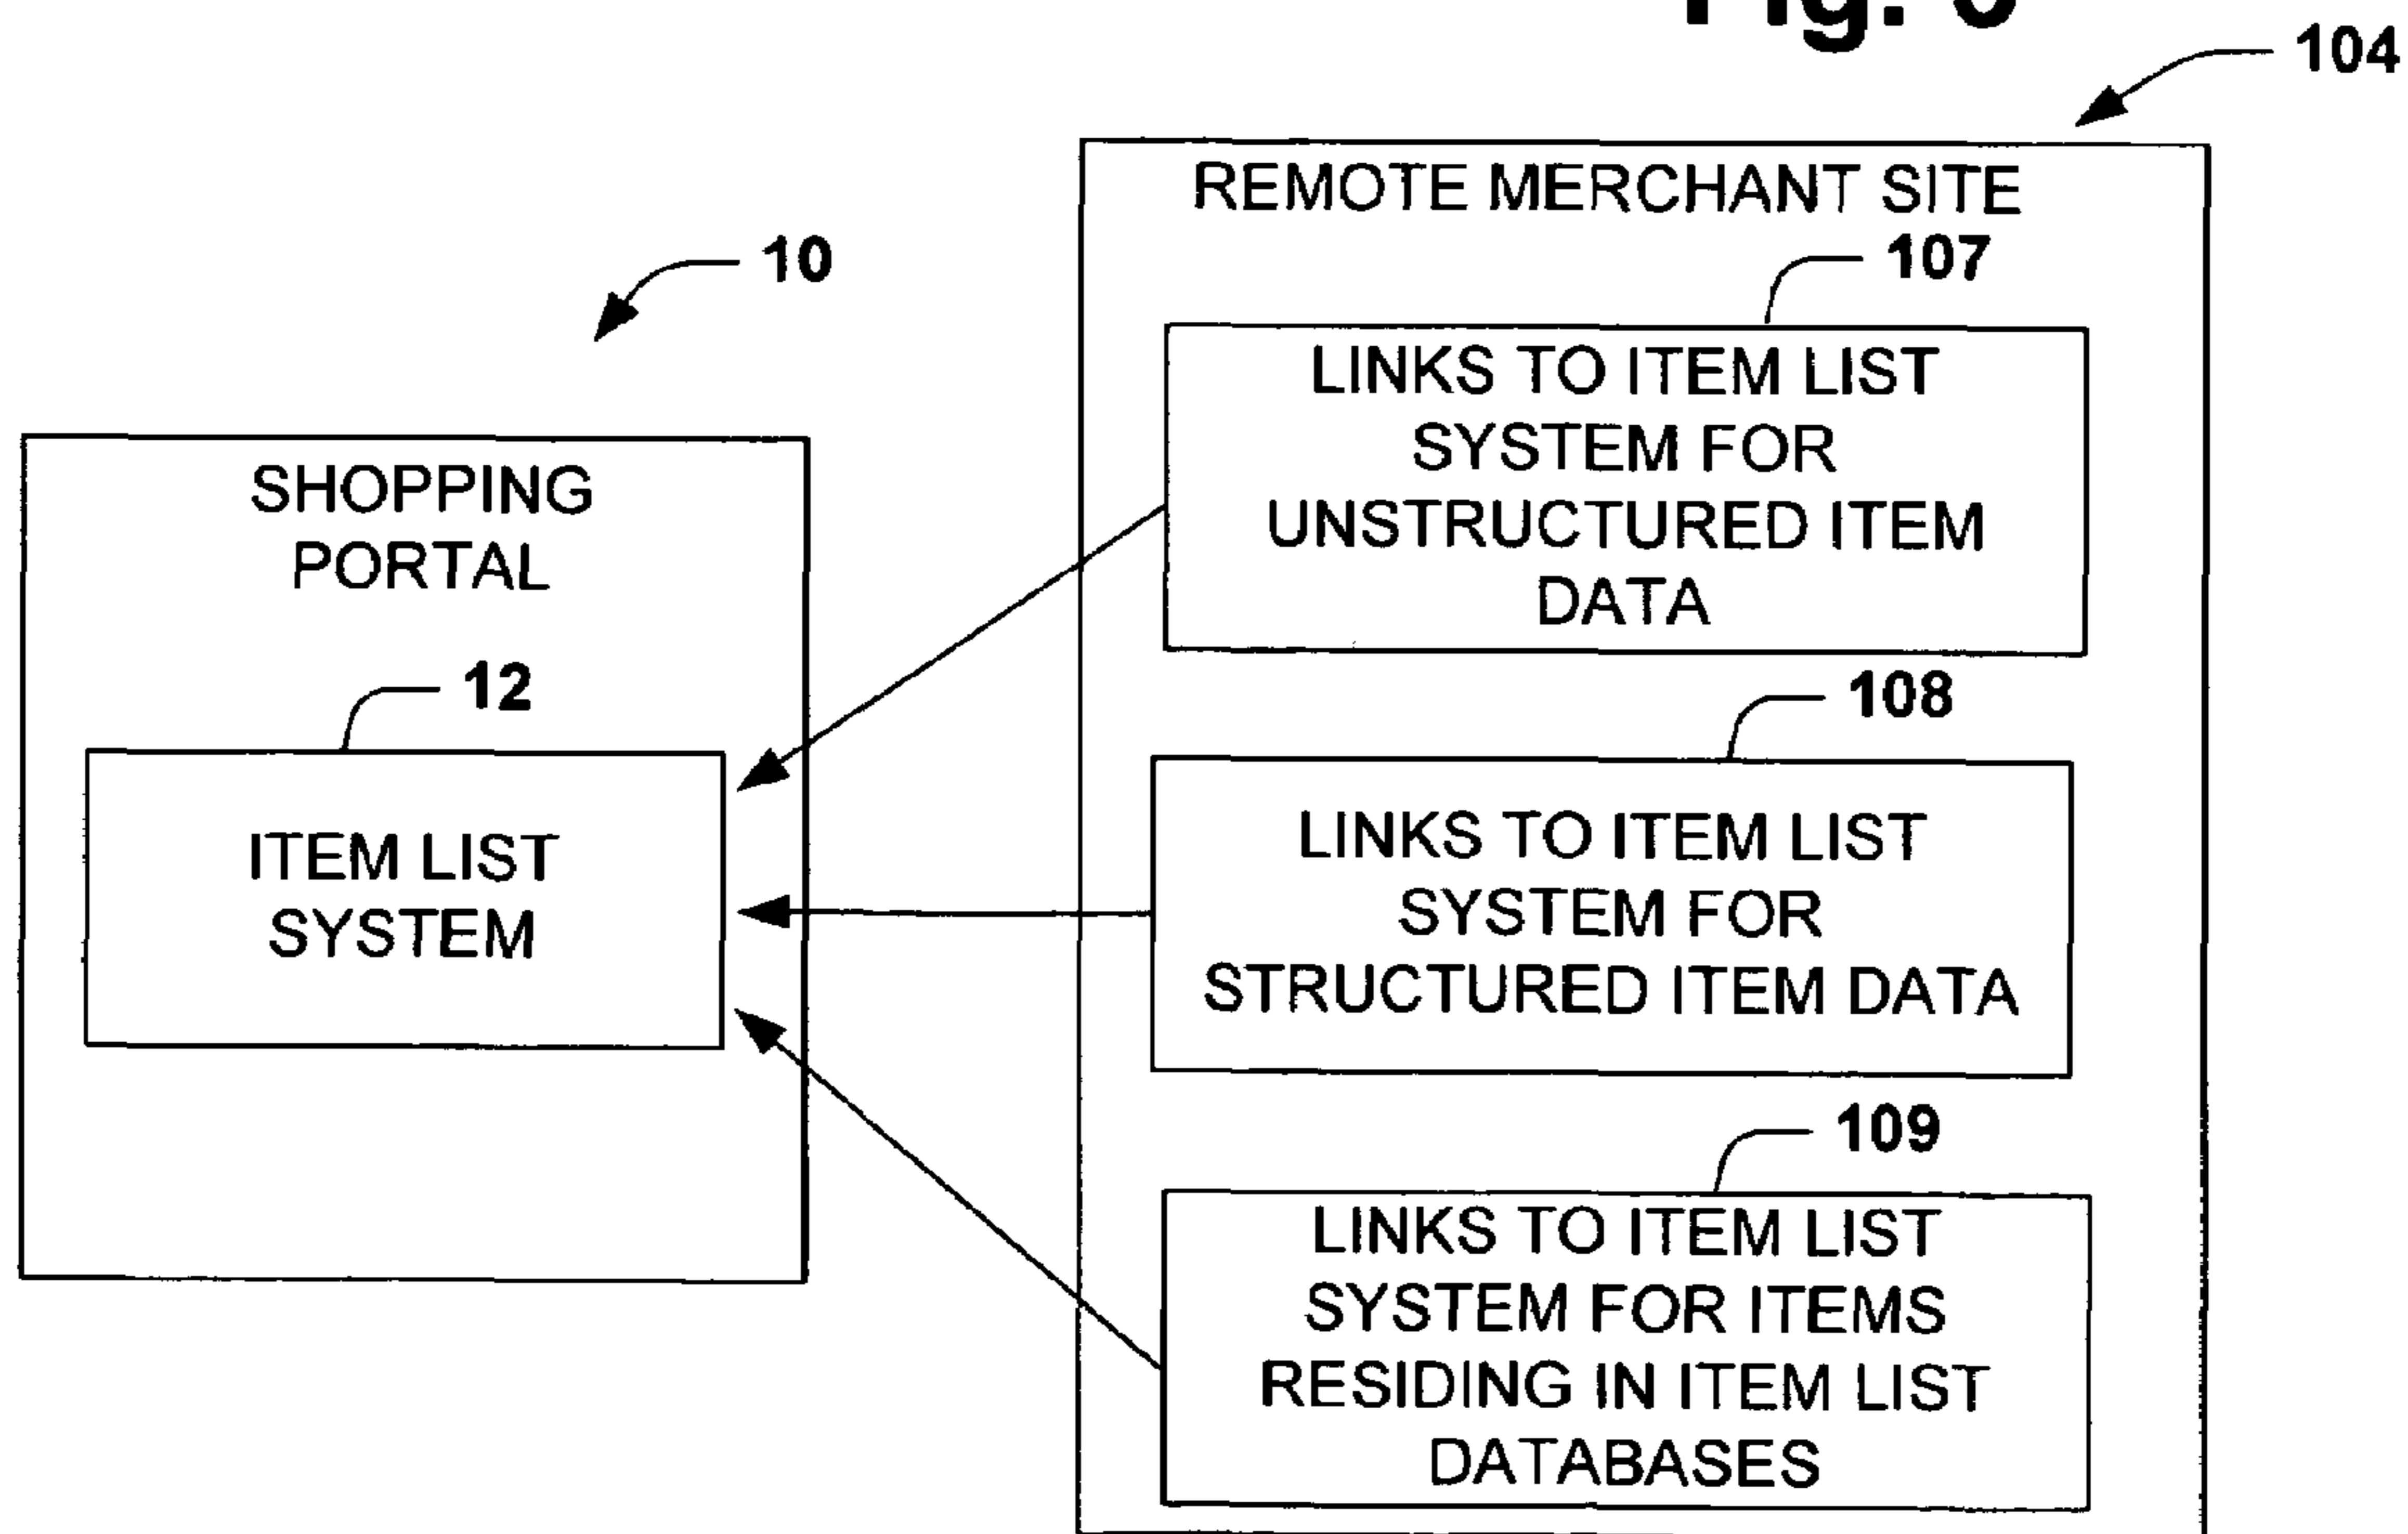 104
REMOTE MERCHANT SITE
107
LINKS TO ITEM LIST
SYSTEM FOR
UNSTRUCTURED ITEM
DATA
10
SHOPPING
PORTAL
12
ITEM LIST
SYSTEM
108
LINKS TO ITEM LIST
SYSTEM FOR
STRUCTURED ITEM DATA
109
LINKS TO ITEM LIST
SYSTEM FOR ITEMS
RESIDING IN ITEM LIST
DATABASES